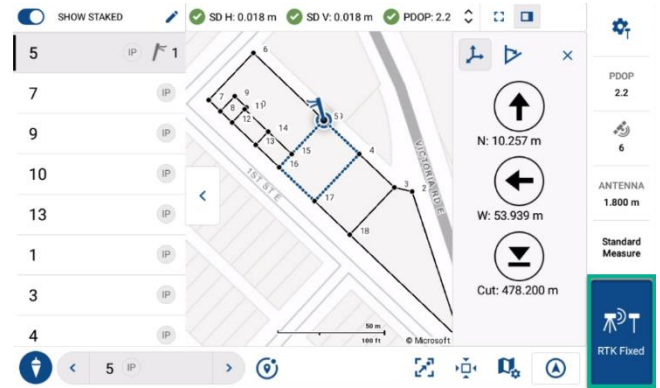 SHOW STAKED
SD H: 0.018 m
SD V: 0.018 m
PDOP: 2.2
5 IP 1
7 IP
9 IP
10 IP
13 IP
1 IP
3 IP
4 IP
6
7
9
8
11
12
14
13
15
16
17
18
4
3
2
VICTORIA RD E
1ST ST E
50 m
100 ft
© Microsoft
N: 10.257 m
W: 53.939 m
Cut: 478.200 m
PDOP
2.2
6
ANTENNA
1.800 m
Standard
Measure
RTK Fixed
5 IP